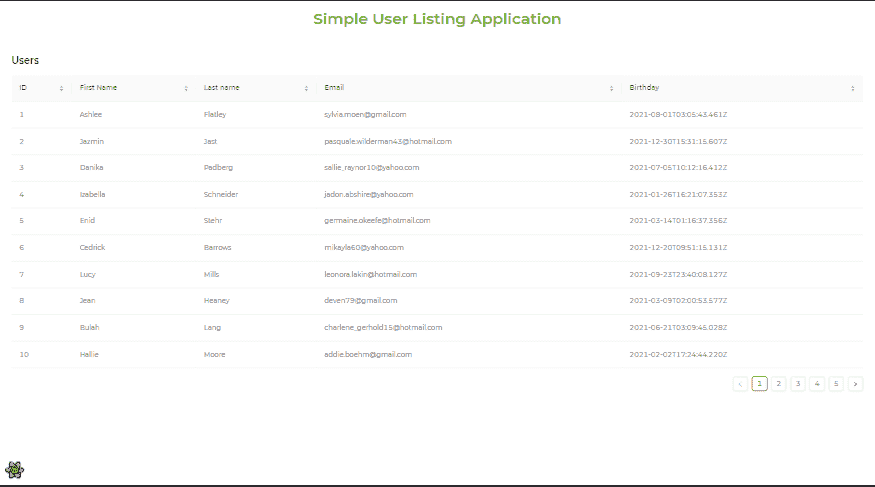 Simple User Listing Application
Users
ID First Name Last name Email Birthday
1 Ashlee Flatley sylvia.moen@gmail.com 2021-08-01T03:05:43.461Z
2 Jazmin Jast pasquale.wilderman43@hotmail.com 2021-12-30T15:31:15.607Z
3 Danika Padberg sallie_raynor10@yahoo.com 2021-07-05T10:12:16.412Z
4 Izabella Schneider jadon.abshire@yahoo.com 2021-01-26T16:21:07.353Z
5 Enid Stehr germaine.okeefe@hotmail.com 2021-03-14T01:16:37.356Z
6 Cedrick Barrows mikayla60@yahoo.com 2021-12-20T09:51:15.131Z
7 Lucy Mills leonora.lakin@hotmail.com 2021-09-23T23:40:08.127Z
8 Jean Heaney deven79@gmail.com 2021-03-09T02:00:53.577Z
9 Bulah Lang charlene_gerhold15@hotmail.com 2021-06-21T03:09:45.028Z
10 Hallie Moore addie.boehm@gmail.com 2021-02-02T17:24:44.220Z
< 1 2 3 4 5 >